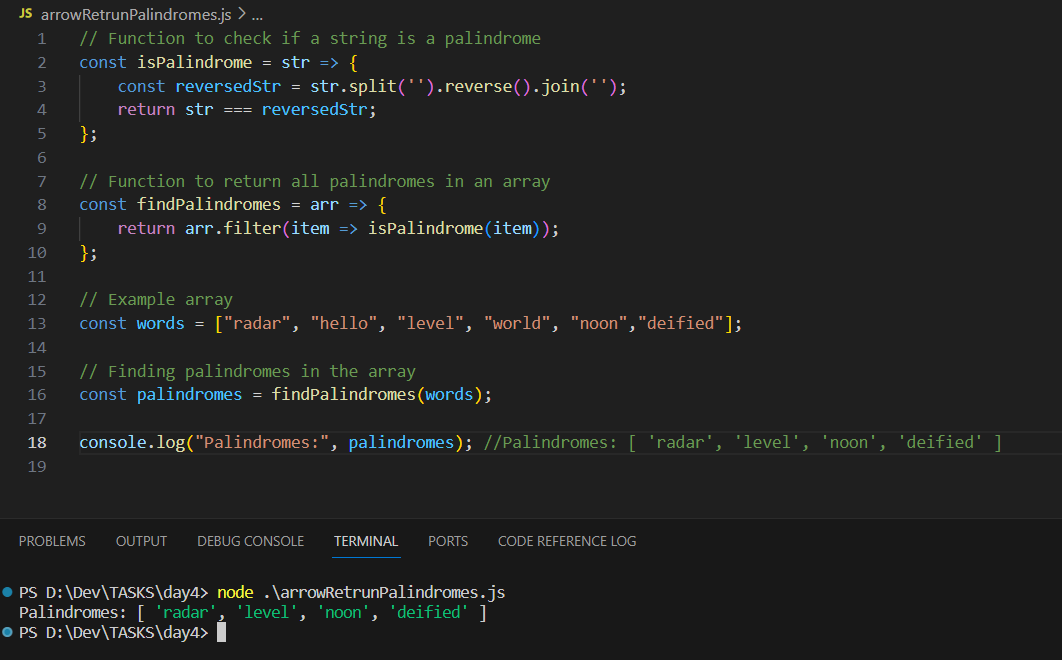 JS arrowRetrunPalindromes.js > ...
1 // Function to check if a string is a palindrome
2 const isPalindrome = str => {
3     const reversedStr = str.split('').reverse().join('');
4     return str === reversedStr;
5 };
6
7 // Function to return all palindromes in an array
8 const findPalindromes = arr => {
9     return arr.filter(item => isPalindrome(item));
10 };
11
12 // Example array
13 const words = ["radar", "hello", "level", "world", "noon","deified"];
14
15 // Finding palindromes in the array
16 const palindromes = findPalindromes(words);
17
18 console.log("Palindromes:", palindromes); //Palindromes: [ 'radar', 'level', 'noon', 'deified' ]
19
PROBLEMS OUTPUT DEBUG CONSOLE TERMINAL PORTS CODE REFERENCE LOG
PS D:\Dev\TASKS\day4> node .\arrowRetrunPalindromes.js
Palindromes: [ 'radar', 'level', 'noon', 'deified' ]
PS D:\Dev\TASKS\day4>